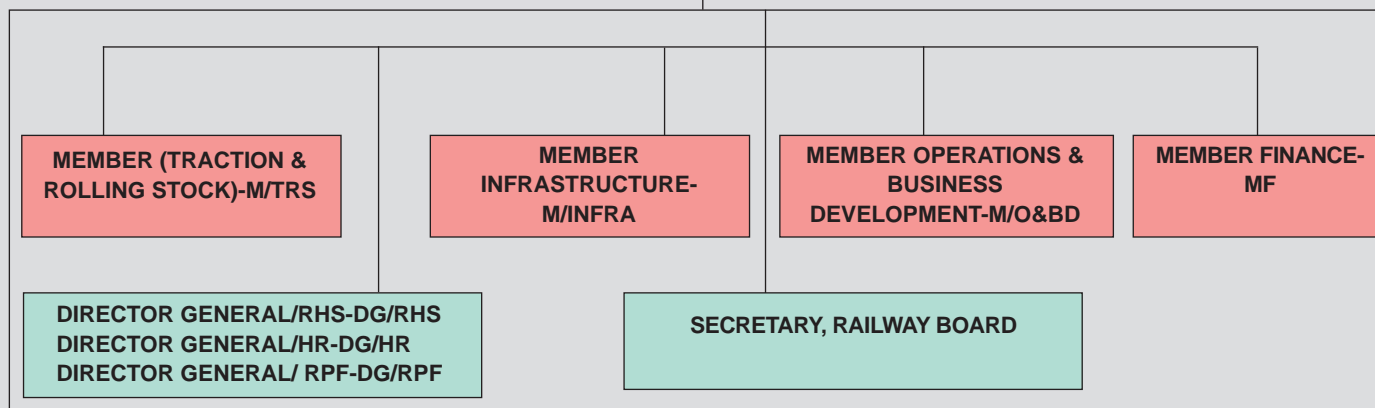 MEMBER (TRACTION &
ROLLING STOCK)-M/TRS
MEMBER
INFRASTRUCTURE-
M/INFRA
MEMBER OPERATIONS &
BUSINESS
DEVELOPMENT-M/O&BD
MEMBER FINANCE-
MF
DIRECTOR GENERAL/RHS-DG/RHS
DIRECTOR GENERAL/HR-DG/HR
DIRECTOR GENERAL/ RPF-DG/RPF
SECRETARY, RAILWAY BOARD